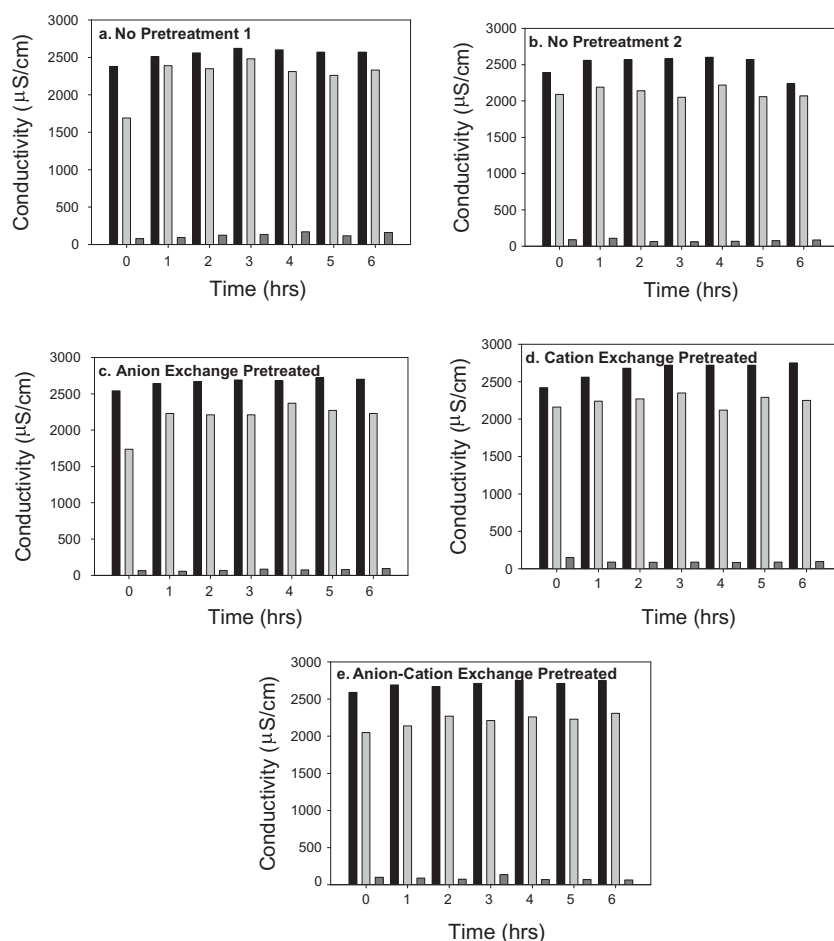 a. No Pretreatment 1
Conductivity (μS/cm)
3000
2500
2000
1500
1000
500
0
0 1 2 3 4 5 6
Time (hrs)
b. No Pretreatment 2
Conductivity (μS/cm)
3000
2500
2000
1500
1000
500
0
0 1 2 3 4 5 6
Time (hrs)
c. Anion Exchange Pretreated
Conductivity (μS/cm)
3000
2500
2000
1500
1000
500
0
0 1 2 3 4 5 6
Time (hrs)
d. Cation Exchange Pretreated
Conductivity (μS/cm)
3000
2500
2000
1500
1000
500
0
0 1 2 3 4 5 6
Time (hrs)
e. Anion-Cation Exchange Pretreated
Conductivity (μS/cm)
3000
2500
2000
1500
1000
500
0
0 1 2 3 4 5 6
Time (hrs)